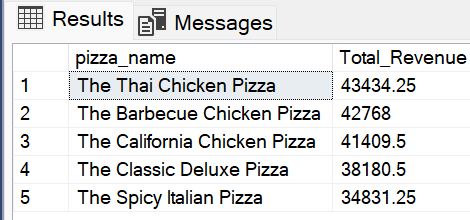 Results Messages
pizza_name Total_Revenue
1 The Thai Chicken Pizza 43434.25
2 The Barbecue Chicken Pizza 42768
3 The California Chicken Pizza 41409.5
4 The Classic Deluxe Pizza 38180.5
5 The Spicy Italian Pizza 34831.25